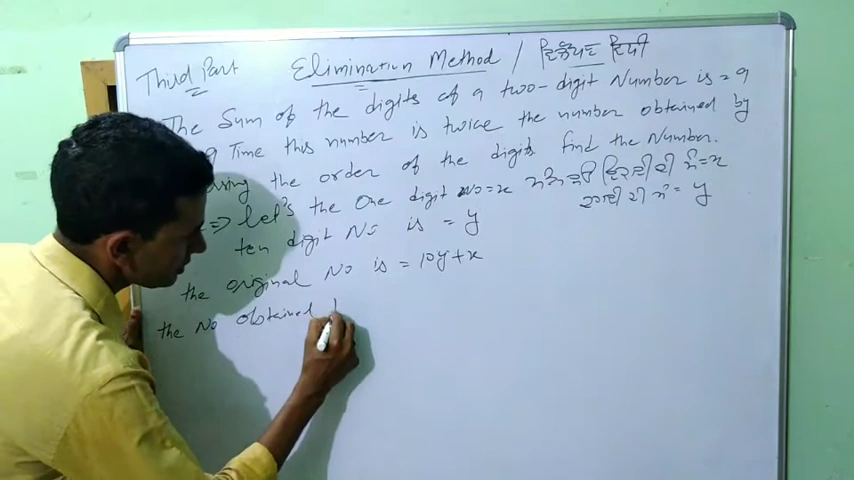 Third Part Elimination Method / ਵਿਲੋਪਣ ਵਿਧੀ
The Sum of the digits of a two-digit Number is = 9
9 Time this number is twice the number obtained by
the order of the digits find the Number.
=> let's the One digit No = x
ten digit No is = y
the original No is = 10y+x
the No obtained